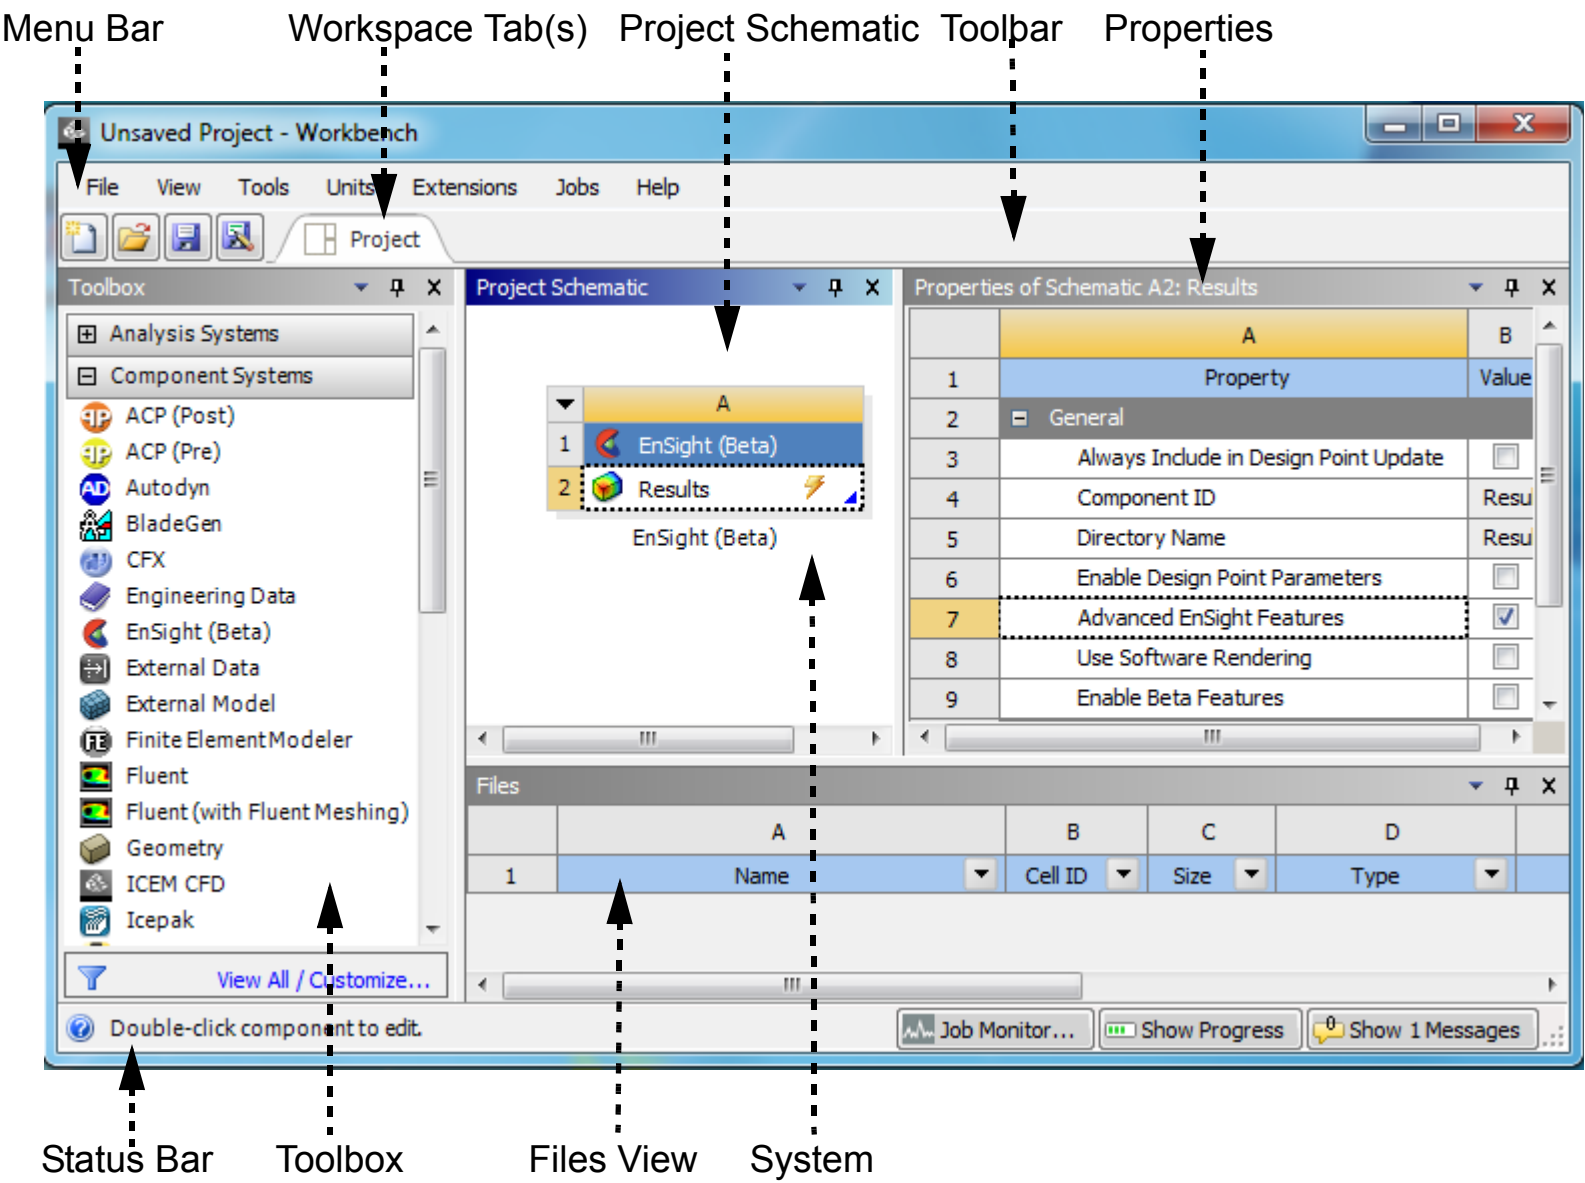 Menu Bar Workspace Tab(s) Project Schematic Toolbar Properties
Unsaved Project - Workbench
File View Tools Units Extensions Jobs Help
Project
Toolbox
Analysis Systems
Component Systems
ACP (Post)
ACP (Pre)
Autodyn
BladeGen
CFX
Engineering Data
EnSight (Beta)
External Data
External Model
Finite Element Modeler
Fluent
Fluent (with Fluent Meshing)
Geometry
ICEM CFD
Icepak
View All / Customize...
Project Schematic
A
1 EnSight (Beta)
2 Results
EnSight (Beta)
Properties of Schematic A2: Results
A B
1 Property Value
2 General
3 Always Include in Design Point Update
4 Component ID Resu
5 Directory Name Resu
6 Enable Design Point Parameters
7 Advanced EnSight Features
8 Use Software Rendering
9 Enable Beta Features
Files
A B C D
1 Name Cell ID Size Type
Double-click component to edit.
Job Monitor... Show Progress Show 1 Messages
Status Bar Toolbox Files View System